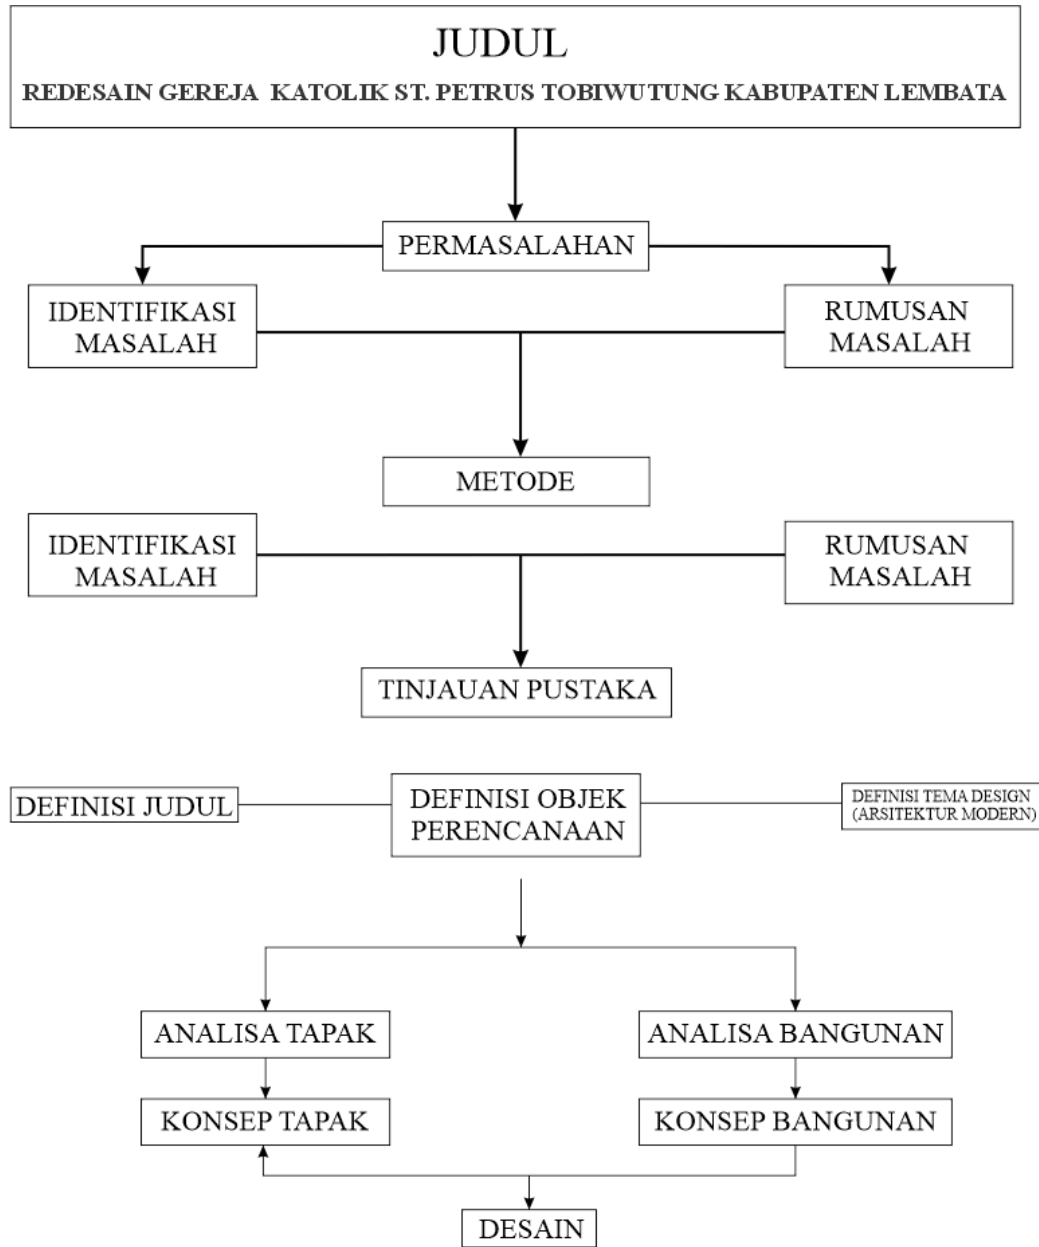 JUDUL
REDESAIN GEREJA KATOLIK ST. PETRUS TOBIWUTUNG KABUPATEN LEMBATA
PERMASALAHAN
IDENTIFIKASI
MASALAH
RUMUSAN
MASALAH
METODE
IDENTIFIKASI
MASALAH
RUMUSAN
MASALAH
TINJAUAN PUSTAKA
DEFINISI JUDUL
DEFINISI OBJEK
PERENCANAAN
DEFINISI TEMA DESIGN
(ARSITEKTUR MODERN)
ANALISA TAPAK
ANALISA BANGUNAN
KONSEP TAPAK
KONSEP BANGUNAN
DESAIN